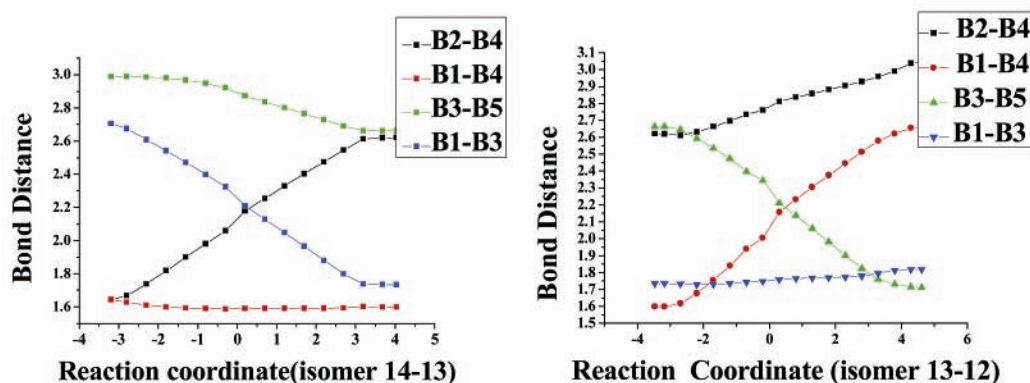 B2-B4
B1-B4
B3-B5
B1-B3
3.0
2.8
2.6
2.4
2.2
2.0
1.8
1.6
Bond Distance
-4 -3 -2 -1 0 1 2 3 4 5
Reaction coordinate(isomer 14-13)
B2-B4
B1-B4
B3-B5
B1-B3
3.1
3.0
2.9
2.8
2.7
2.6
2.5
2.4
2.3
2.2
2.1
2.0
1.9
1.8
1.7
1.6
1.5
Bond Distance
-4 -2 0 2 4 6
Reaction Coordinate (isomer 13-12)